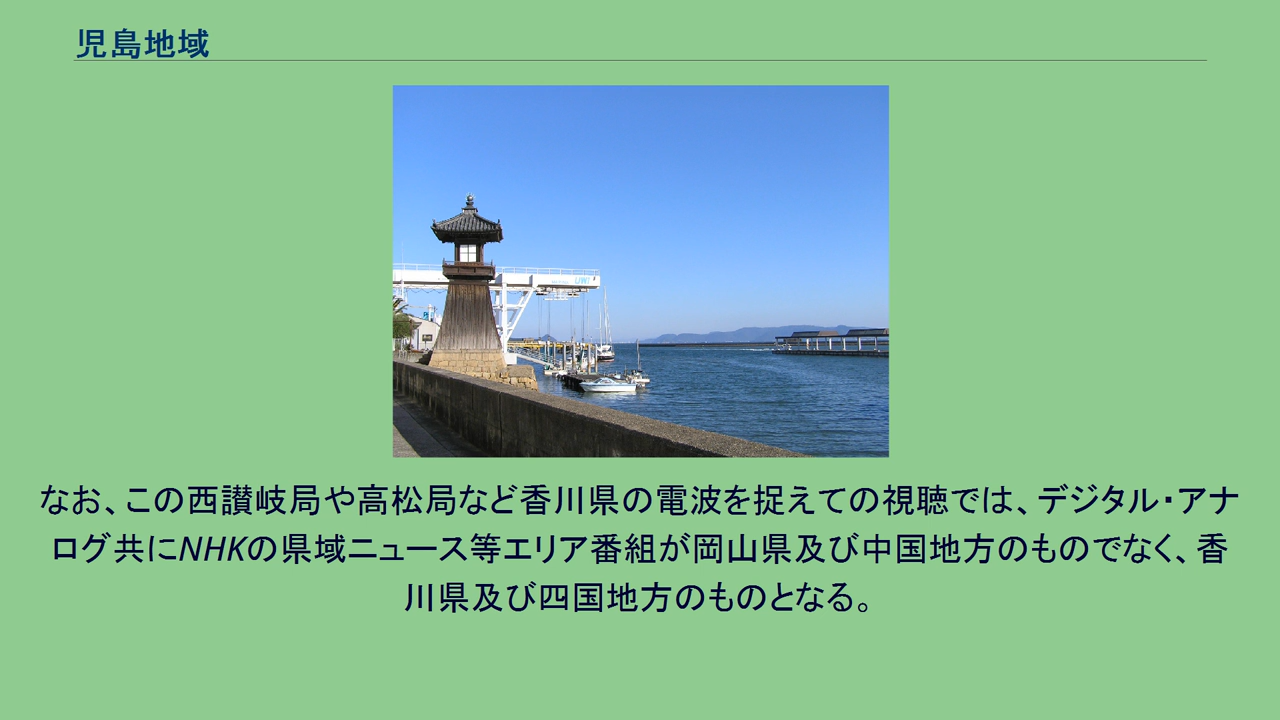 児島地域
UWI
なお、この西讃岐局や高松局など香川県の電波を捉えての視聴では、デジタル・アナ
ログ共にNHKの県域ニュース等エリア番組が岡山県及び中国地方のものでなく、香
川県及び四国地方のものとなる。